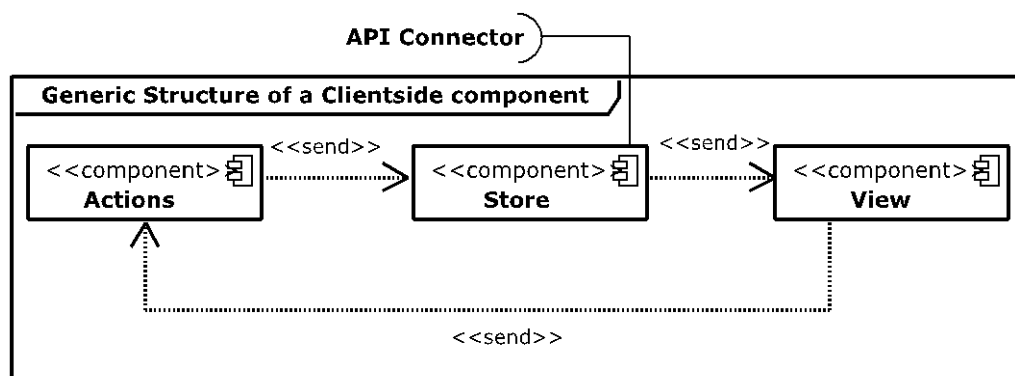 API Connector
Generic Structure of a Clientside component
<<send>>
<<send>>
<<component>>
Actions
<<component>>
Store
<<component>>
View
<<send>>